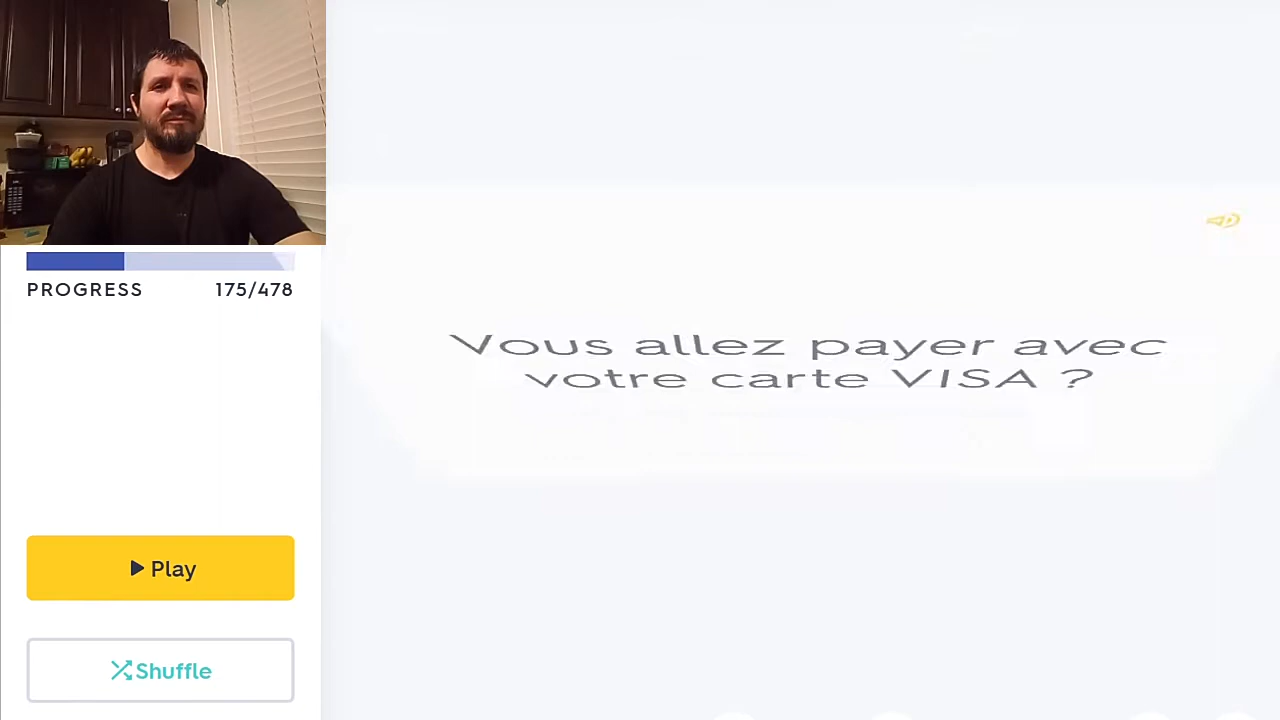 PROGRESS 175/478
Play
Shuffle
Vous allez payer avec
votre carte VISA ?